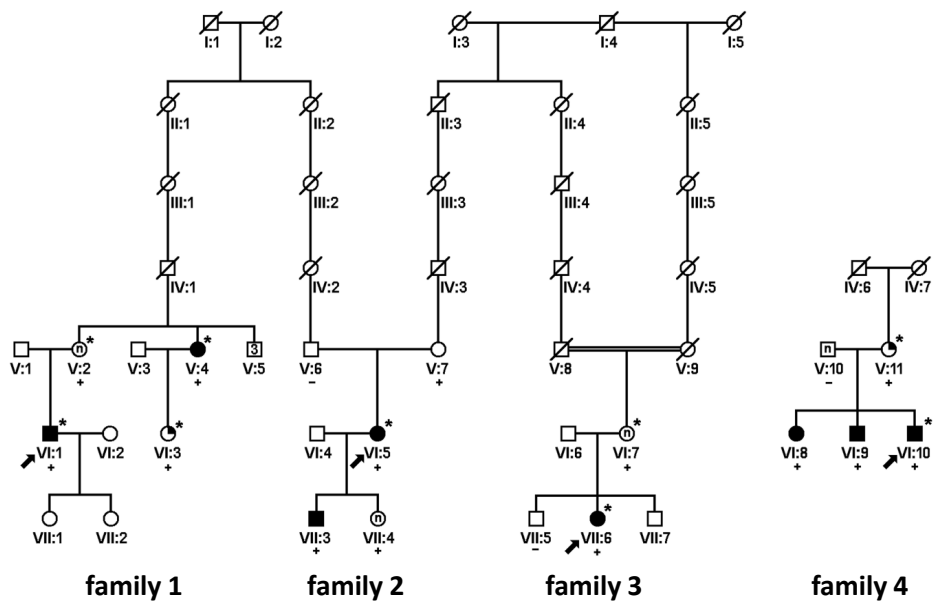 I:1 I:2 I:3 I:4 I:5
II:1 II:2 II:3 II:4 II:5
III:1 III:2 III:3 III:4 III:5
IV:1 IV:2 IV:3 IV:4 IV:5 IV:6 IV:7
n * * 3 n *
V:1 V:2 V:3 V:4 V:5 V:6 V:7 V:8 V:9 V:10 V:11
+ + − + − +
* * * n * *
VI:1 VI:2 VI:3 VI:4 VI:5 VI:6 VI:7 VI:8 VI:9 VI:10
+ + + + + + +
n *
VII:1 VII:2 VII:3 VII:4 VII:5 VII:6 VII:7
+ + − +
family 1 family 2 family 3 family 4